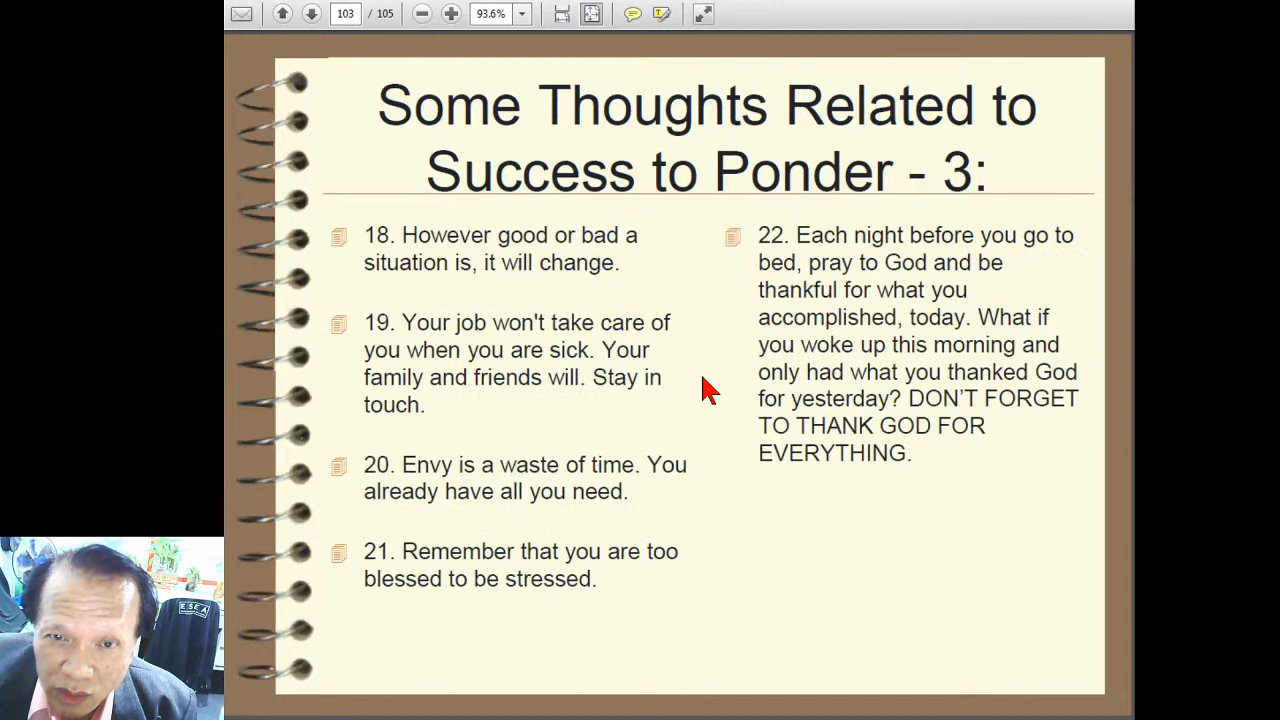 103 / 105 93.6%
Some Thoughts Related to
Success to Ponder - 3:
18. However good or bad a
situation is, it will change.
19. Your job won't take care of
you when you are sick. Your
family and friends will. Stay in
touch.
20. Envy is a waste of time. You
already have all you need.
21. Remember that you are too
blessed to be stressed.
22. Each night before you go to
bed, pray to God and be
thankful for what you
accomplished, today. What if
you woke up this morning and
only had what you thanked God
for yesterday? DON'T FORGET
TO THANK GOD FOR
EVERYTHING.
ESEA